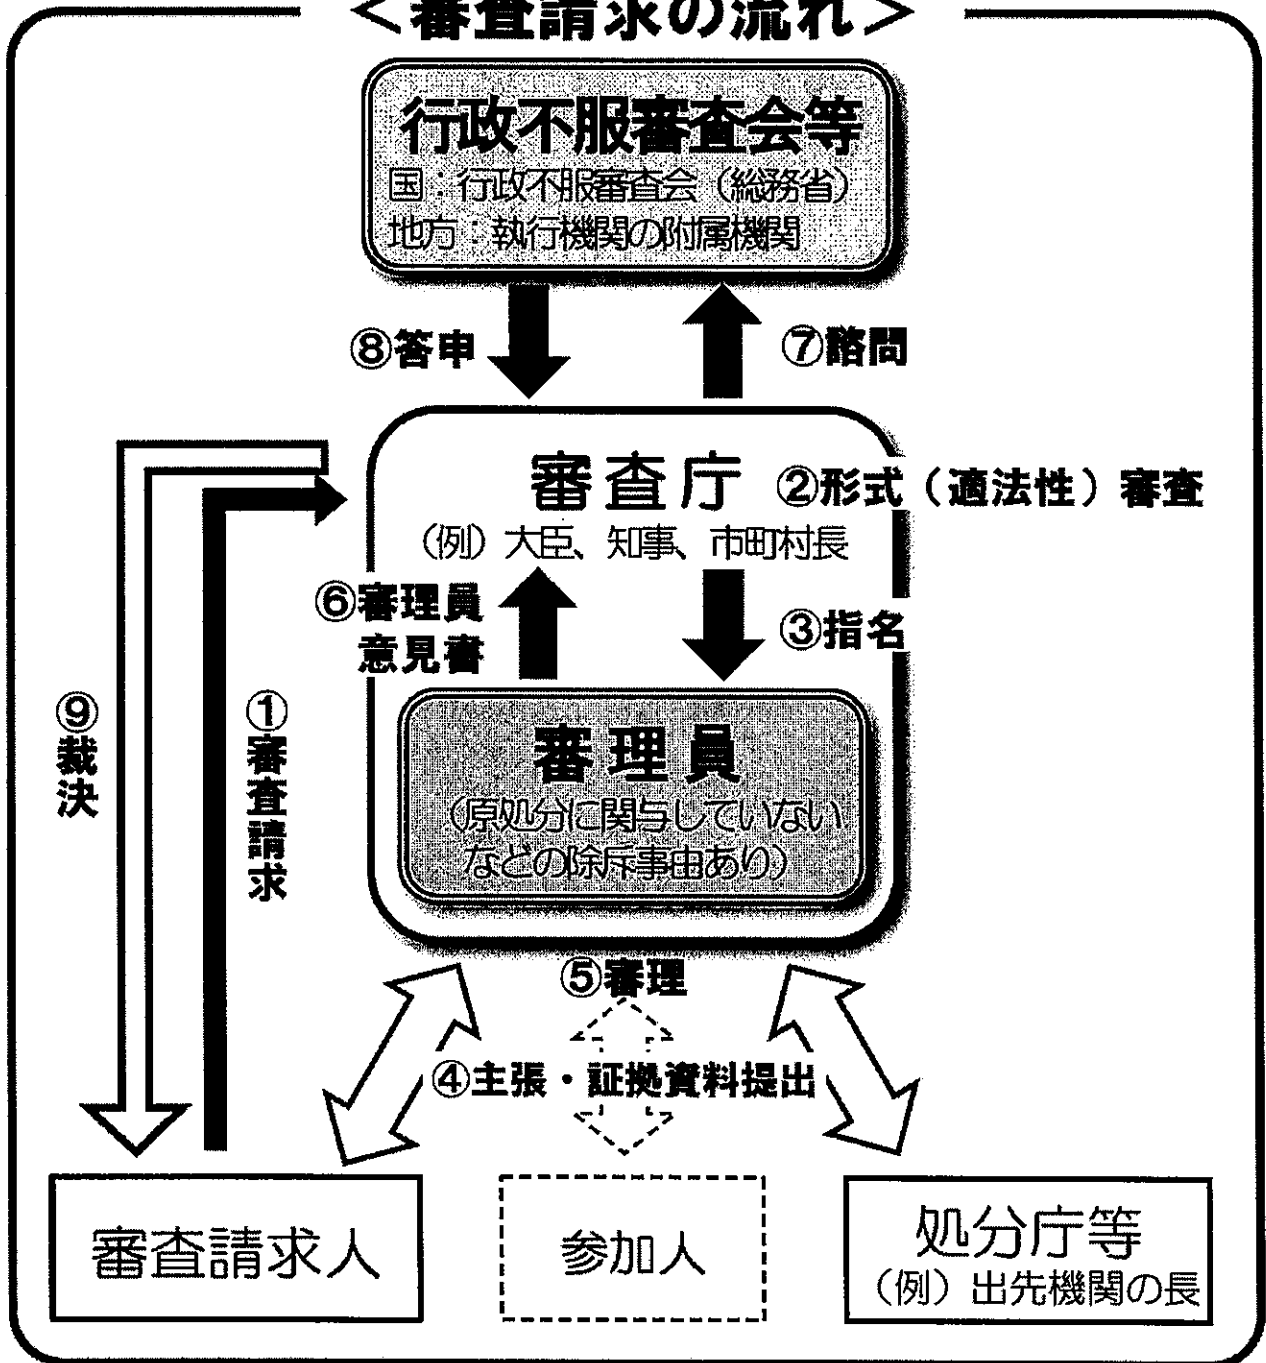 ＜審査請求の流れ＞
行政不服審査会等
国：行政不服審査会（総務省）
地方：執行機関の附属機関
⑧答申
⑦諮問
審査庁
②形式（適法性）審査
（例）大臣、知事、市町村長
⑥審理員
意見書
③指名
審理員
（原処分に関与していない
などの除斥事由あり）
⑨裁決
①審査請求
⑤審理
④主張・証拠資料提出
審査請求人
参加人
処分庁等
（例）出先機関の長